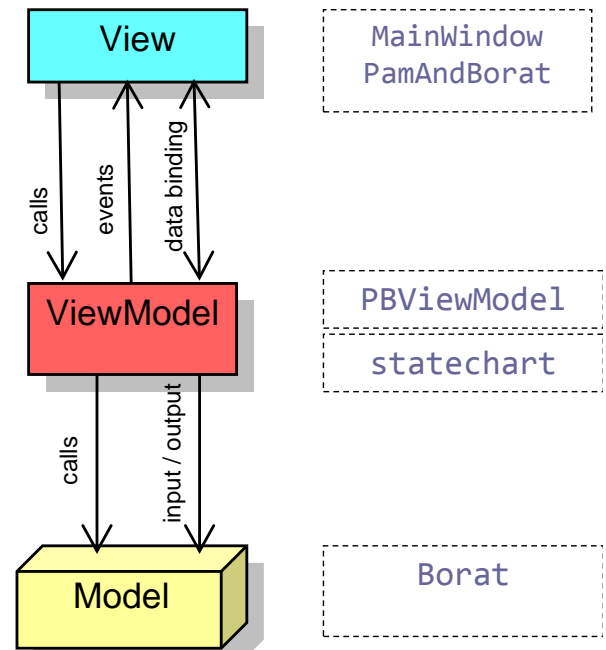 View
MainWindow
PamAndBorat
calls
events
data binding
ViewModel
PBViewModel
statechart
calls
input / output
Model
Borat